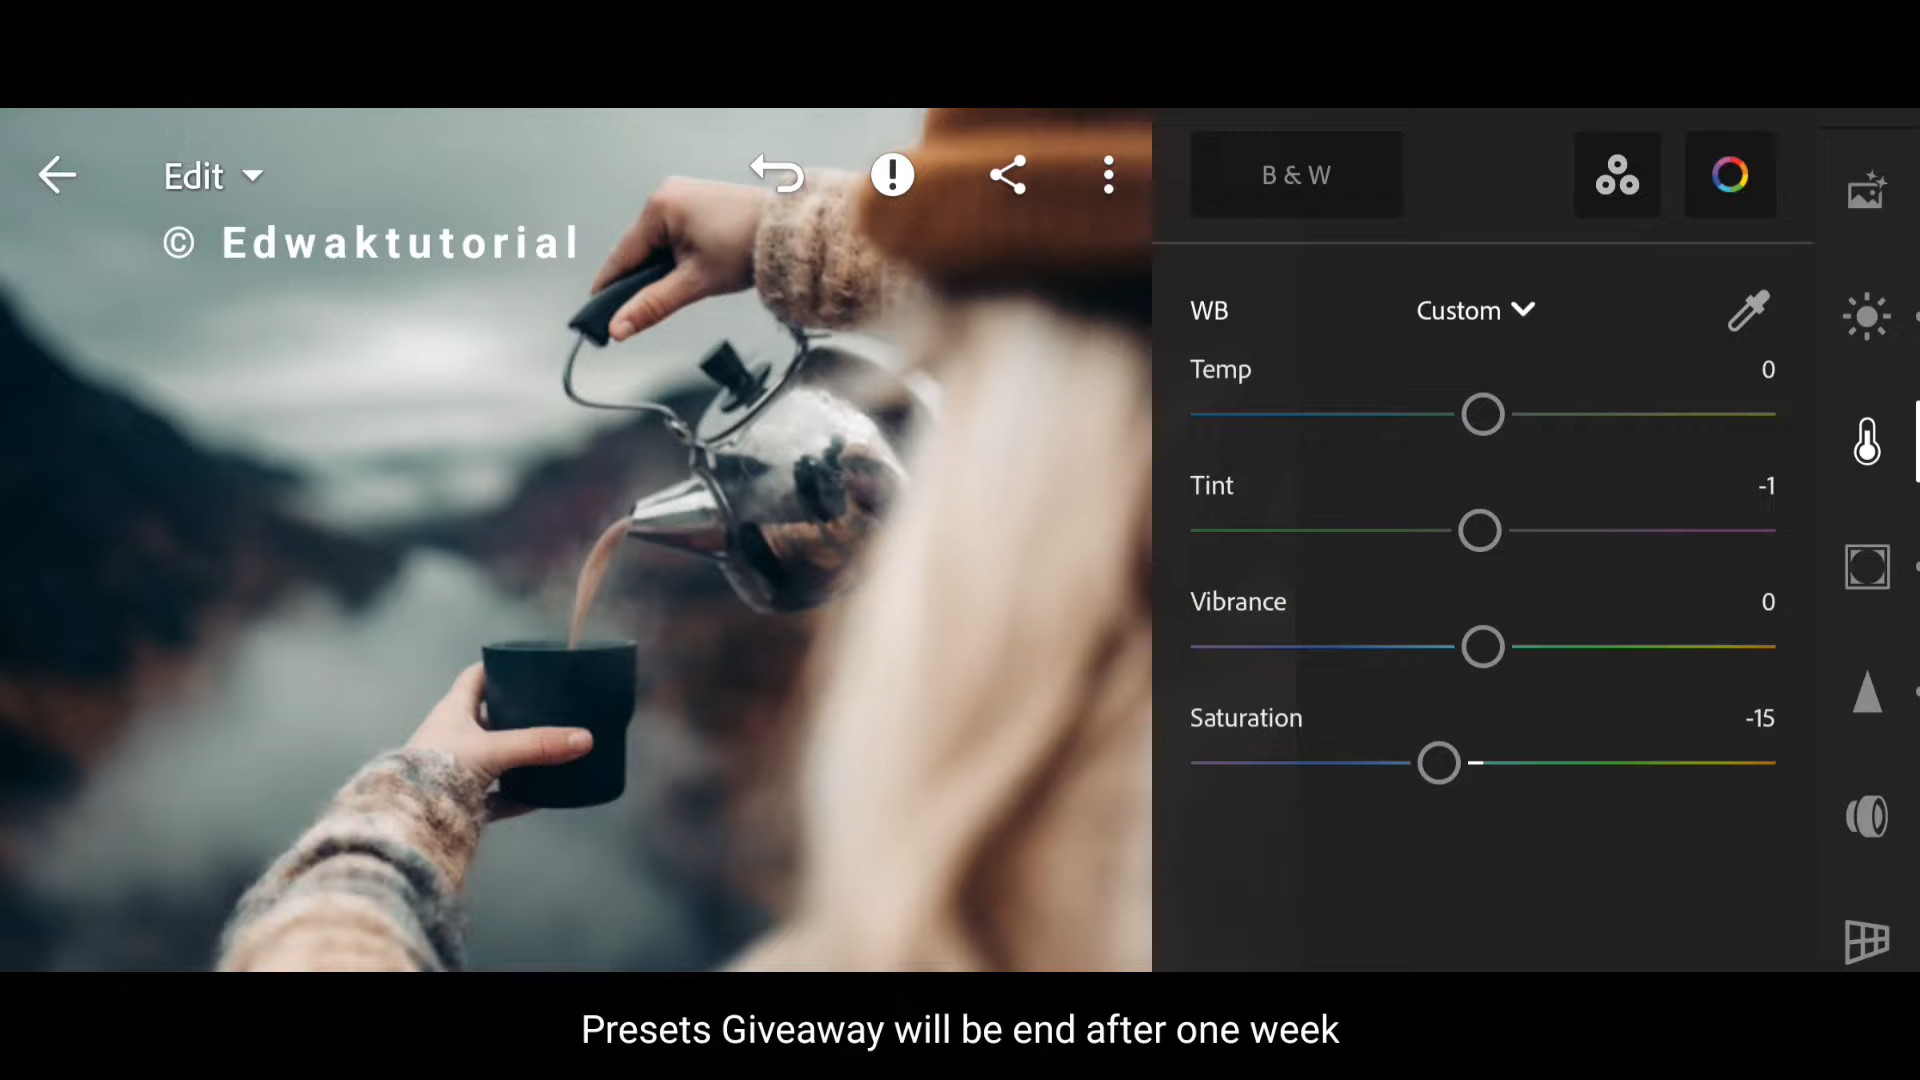 Edit
© Edwaktutorial
B & W
WB Custom
Temp 0
Tint -1
Vibrance 0
Saturation -15
Presets Giveaway will be end after one week